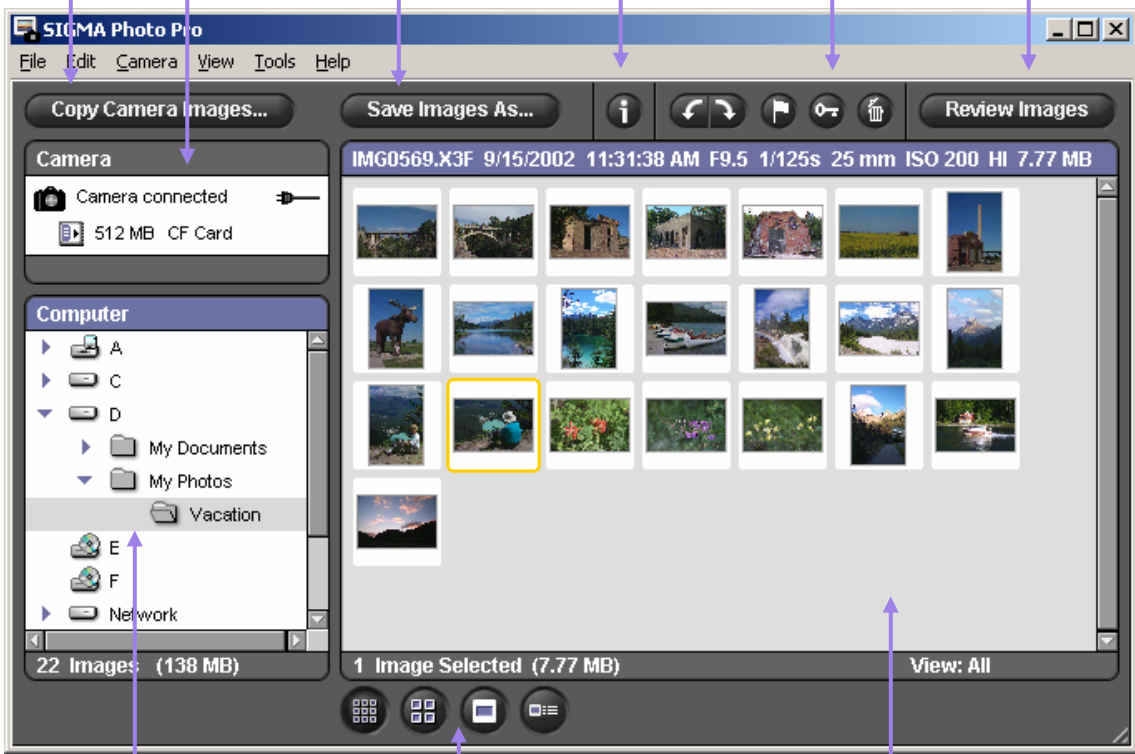 SIGMA Photo Pro
File Edit Camera View Tools Help
Copy Camera Images...
Save Images As...
Review Images
Camera
Camera connected
512 MB CF Card
IMG0569.X3F 9/15/2002 11:31:38 AM F9.5 1/125s 25 mm ISO 200 HI 7.77 MB
Computer
A
C
D
My Documents
My Photos
Vacation
E
F
Network
22 Images (138 MB)
1 Image Selected (7.77 MB)
View: All